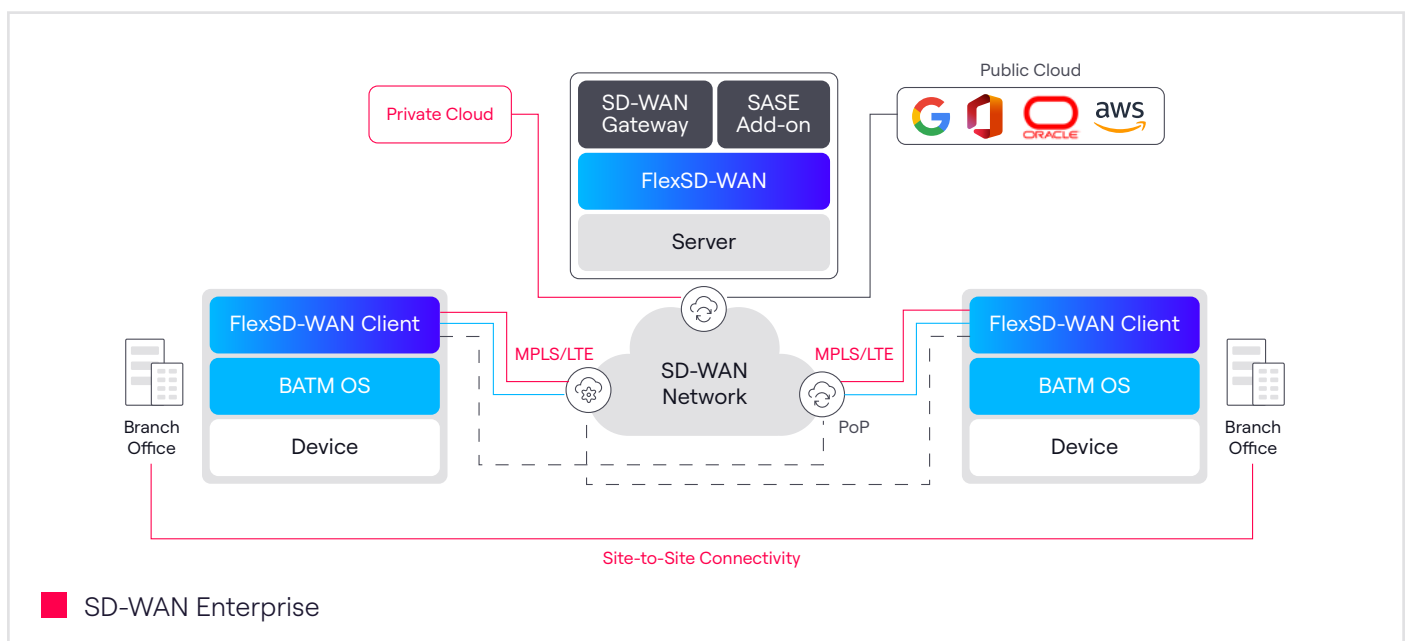 Public Cloud
Private Cloud
SD-WAN
Gateway
SASE
Add-on
G
ORACLE
aws
FlexSD-WAN
Server
FlexSD-WAN Client
BATM OS
Device
Branch
Office
MPLS/LTE
SD-WAN
Network
MPLS/LTE
PoP
FlexSD-WAN Client
BATM OS
Device
Branch
Office
Site-to-Site Connectivity
SD-WAN Enterprise